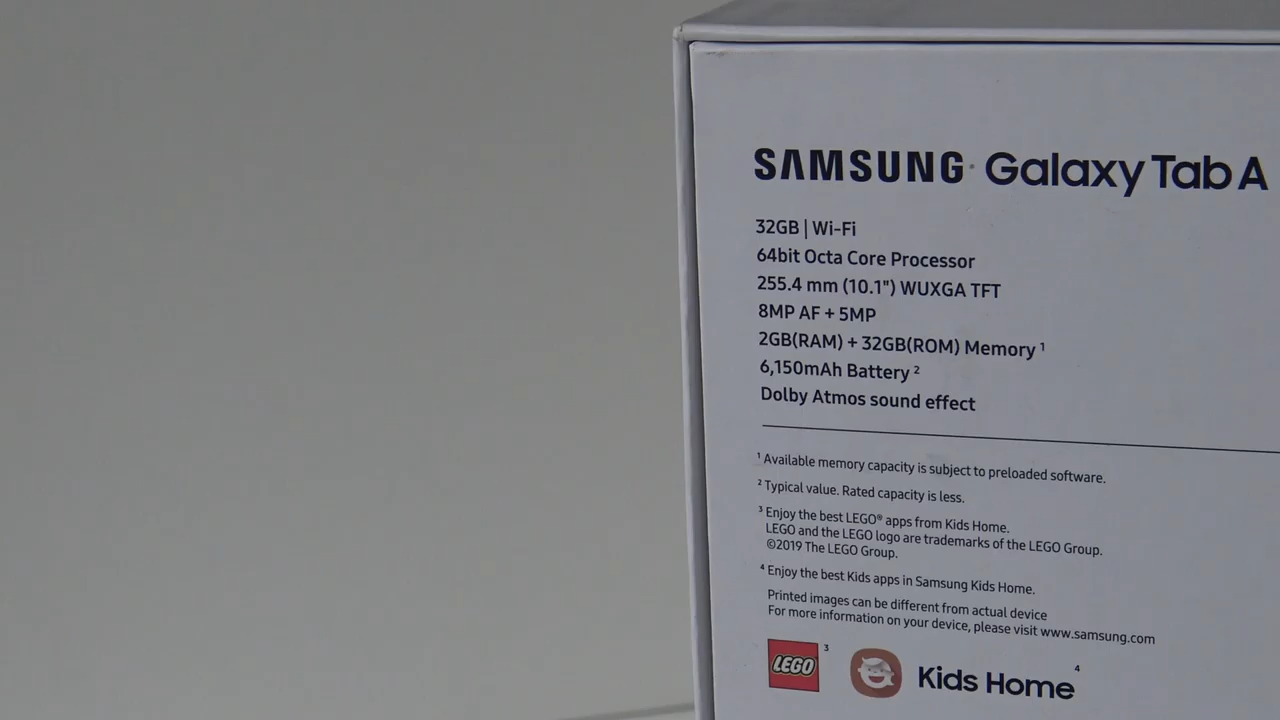 SAMSUNG Galaxy Tab A
32GB | Wi-Fi
64bit Octa Core Processor
255.4 mm (10.1") WUXGA TFT
8MP AF + 5MP
2GB(RAM) + 32GB(ROM) Memory ¹
6,150mAh Battery ²
Dolby Atmos sound effect
¹ Available memory capacity is subject to preloaded software.
² Typical value. Rated capacity is less.
³ Enjoy the best LEGO® apps from Kids Home.
LEGO and the LEGO logo are trademarks of the LEGO Group.
©2019 The LEGO Group.
⁴ Enjoy the best Kids apps in Samsung Kids Home.
Printed images can be different from actual device
For more information on your device, please visit www.samsung.com
LEGO ³ Kids Home ⁴